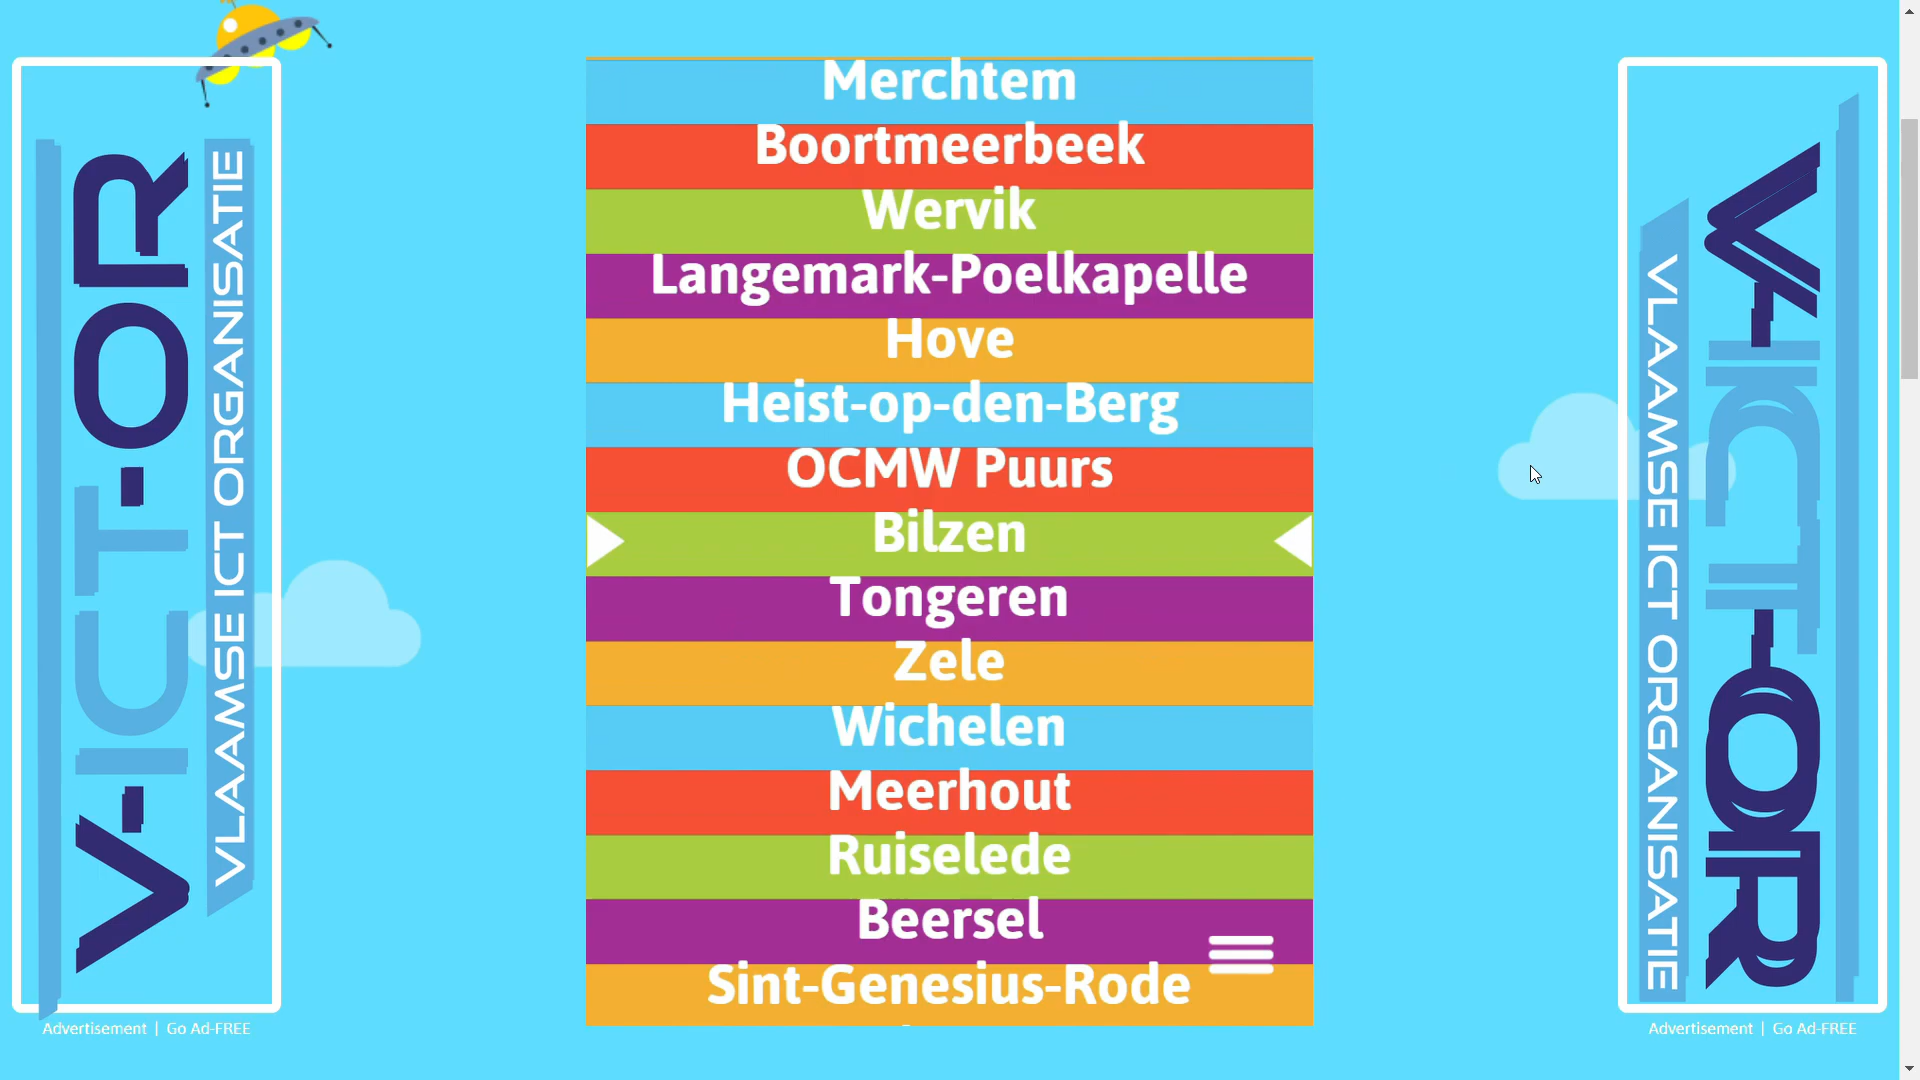 V-ICT-OR
VLAAMSE ICT ORGANISATIE
Advertisement | Go Ad-FREE
Merchtem
Boortmeerbeek
Wervik
Langemark-Poelkapelle
Hove
Heist-op-den-Berg
OCMW Puurs
Bilzen
Tongeren
Zele
Wichelen
Meerhout
Ruiselede
Beersel
Sint-Genesius-Rode
V-ICT-OR
VLAAMSE ICT ORGANISATIE
Advertisement | Go Ad-FREE